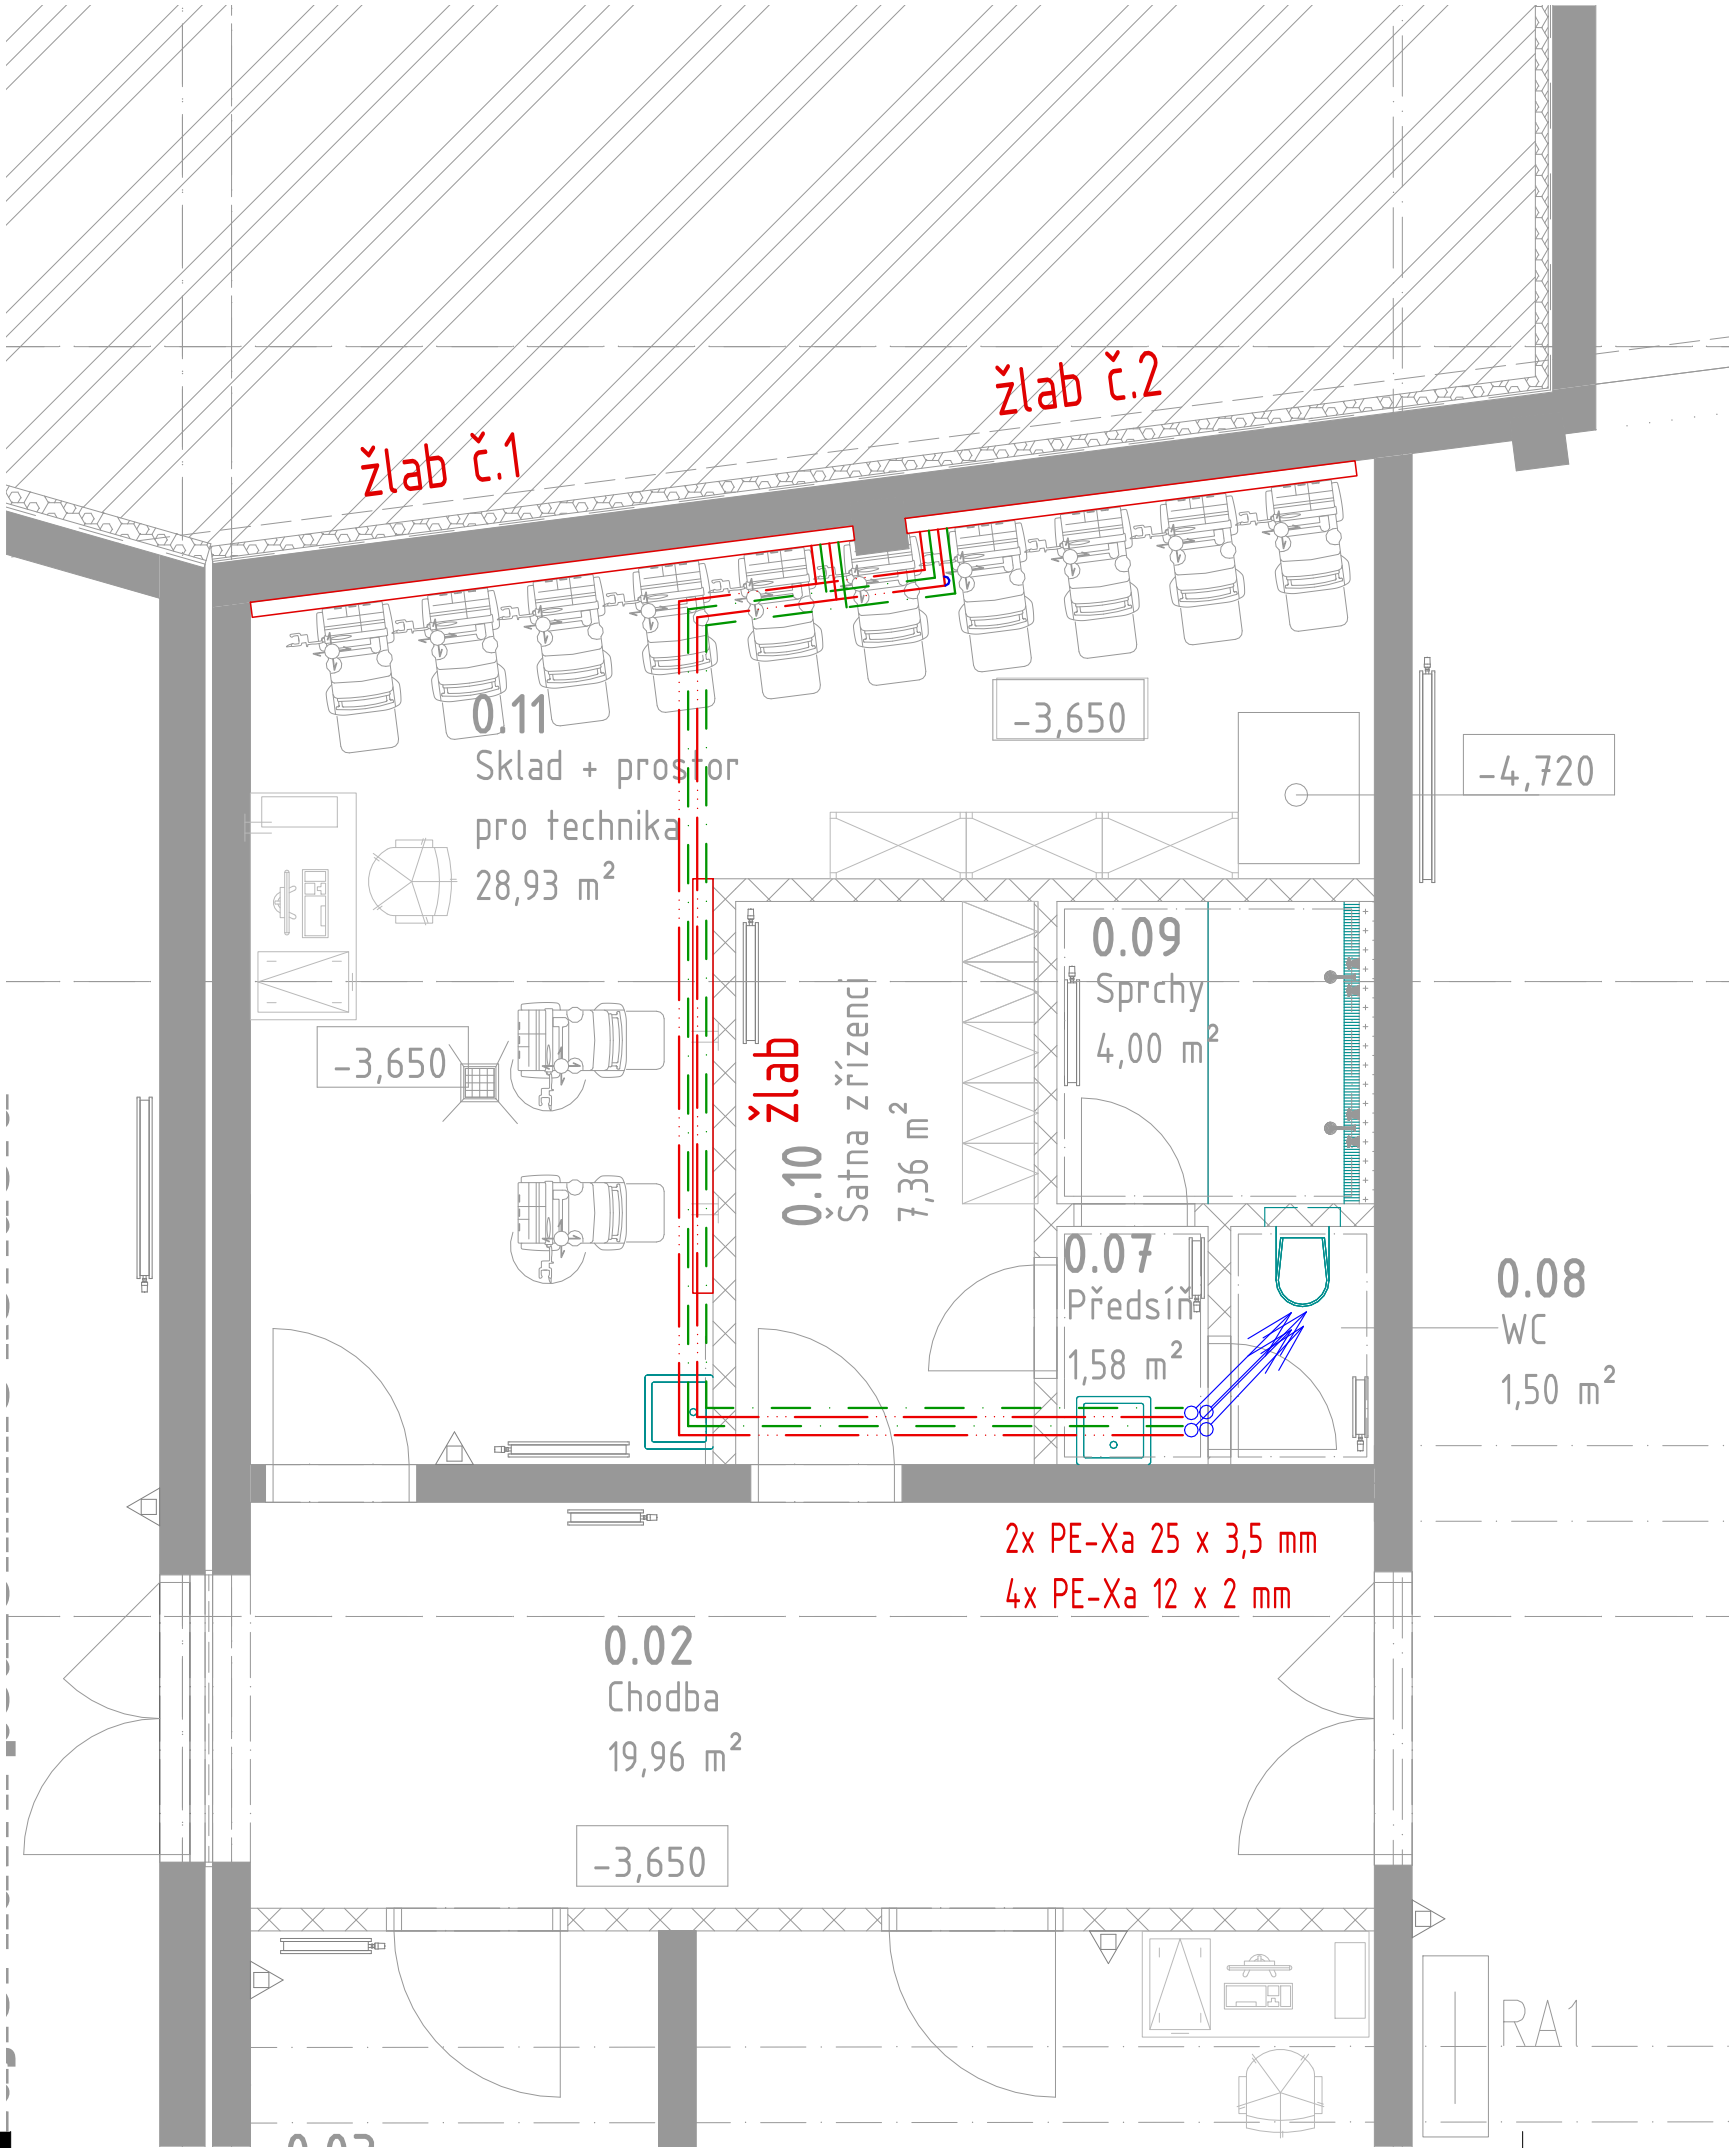 žlab č.2
žlab č.1
-3,650
-4,720
0.11
Sklad + prostor
pro technika
28,93 m²
0.09
Sprchy
4,00 m²
-3,650
žlab
0.10
Šatna zřízenci
7,36 m²
0.07
Předsíň
1,58 m²
0.08
WC
1,50 m²
2x PE-Xa 25 x 3,5 mm
4x PE-Xa 12 x 2 mm
0.02
Chodba
19,96 m²
-3,650
RA1